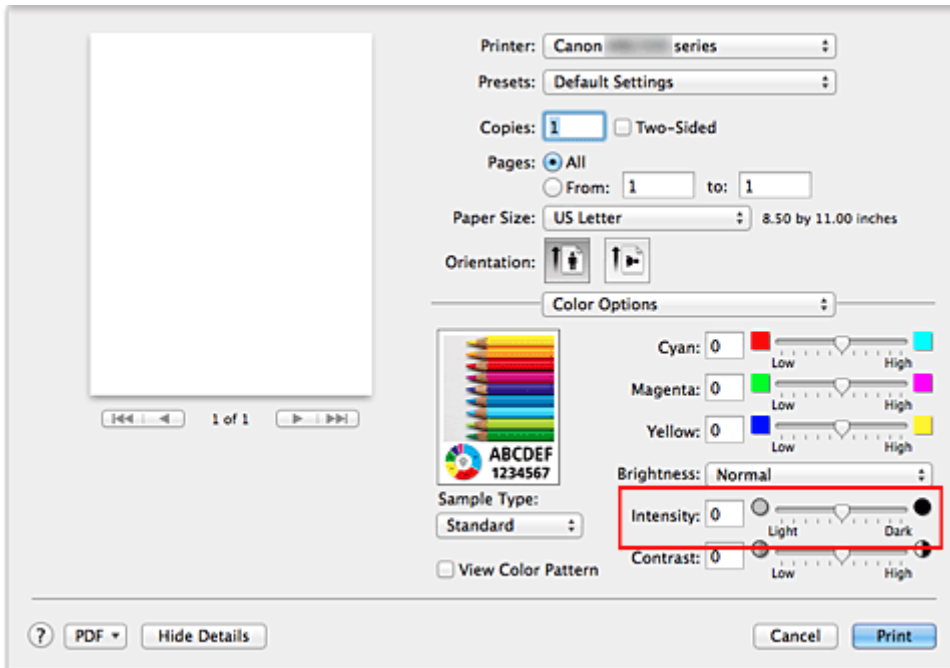 Printer: Canon series
Presets: Default Settings
Copies: 1 Two-Sided
Pages: All
From: 1 to: 1
Paper Size: US Letter 8.50 by 11.00 inches
Orientation:
Color Options
Cyan: 0
Low High
Magenta: 0
Low High
Yellow: 0
Low High
Brightness: Normal
Intensity: 0
Light Dark
Contrast: 0
Low High
ABCDEF
1234567
Sample Type:
Standard
View Color Pattern
1 of 1
? PDF Hide Details Cancel Print